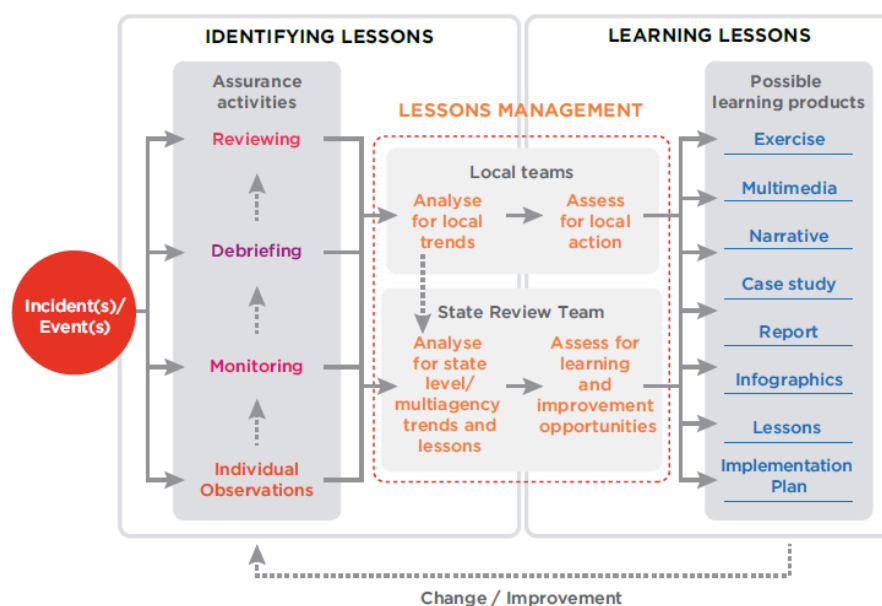 IDENTIFYING LESSONS
LEARNING LESSONS
Assurance
activities
Possible
learning products
LESSONS MANAGEMENT
Incident(s)/
Event(s)
Reviewing
Debriefing
Monitoring
Individual
Observations
Local teams
Analyse
for local
trends
Assess
for local
action
State Review Team
Analyse
for state
level/
multiagency
trends and
lessons
Assess for
learning
and
improvement
opportunities
Exercise
Multimedia
Narrative
Case study
Report
Infographics
Lessons
Implementation
Plan
Change / Improvement